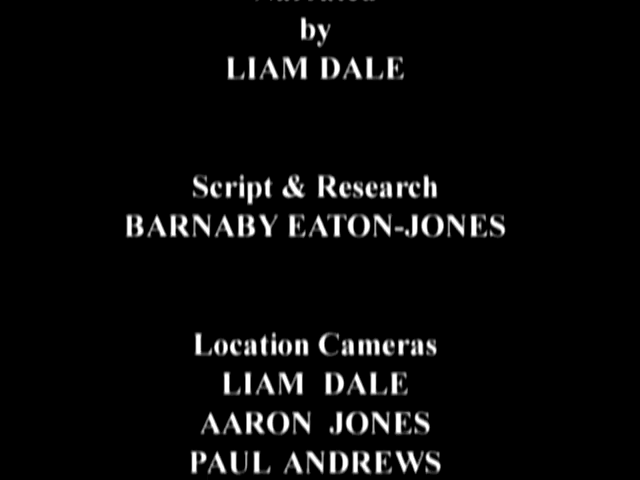 by
LIAM DALE
Script & Research
BARNABY EATON-JONES
Location Cameras
LIAM DALE
AARON JONES
PAUL ANDREWS